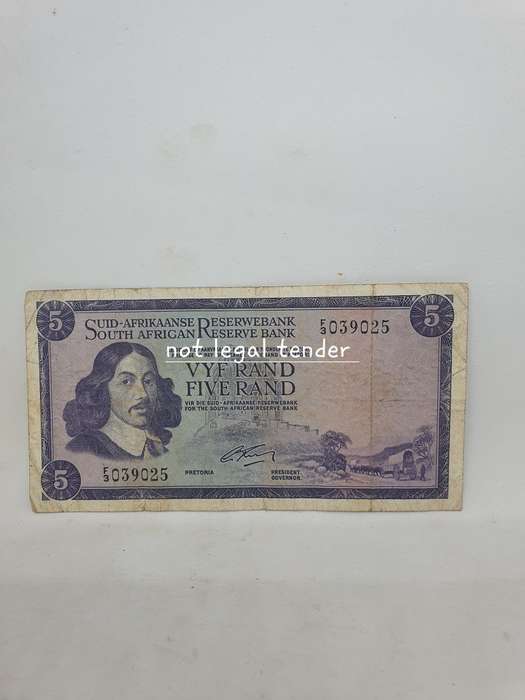 5
SUID-AFRIKAANSE RESERWEBANK
SOUTH AFRICAN RESERVE BANK
F/3 039025
5
not legal tender
VYF RAND
FIVE RAND
VIR DIE SUID-AFRIKAANSE RESERWEBANK
FOR THE SOUTH AFRICAN RESERVE BANK
5
F/3 039025
PRETORIA
PRESIDENT
GOVERNOR